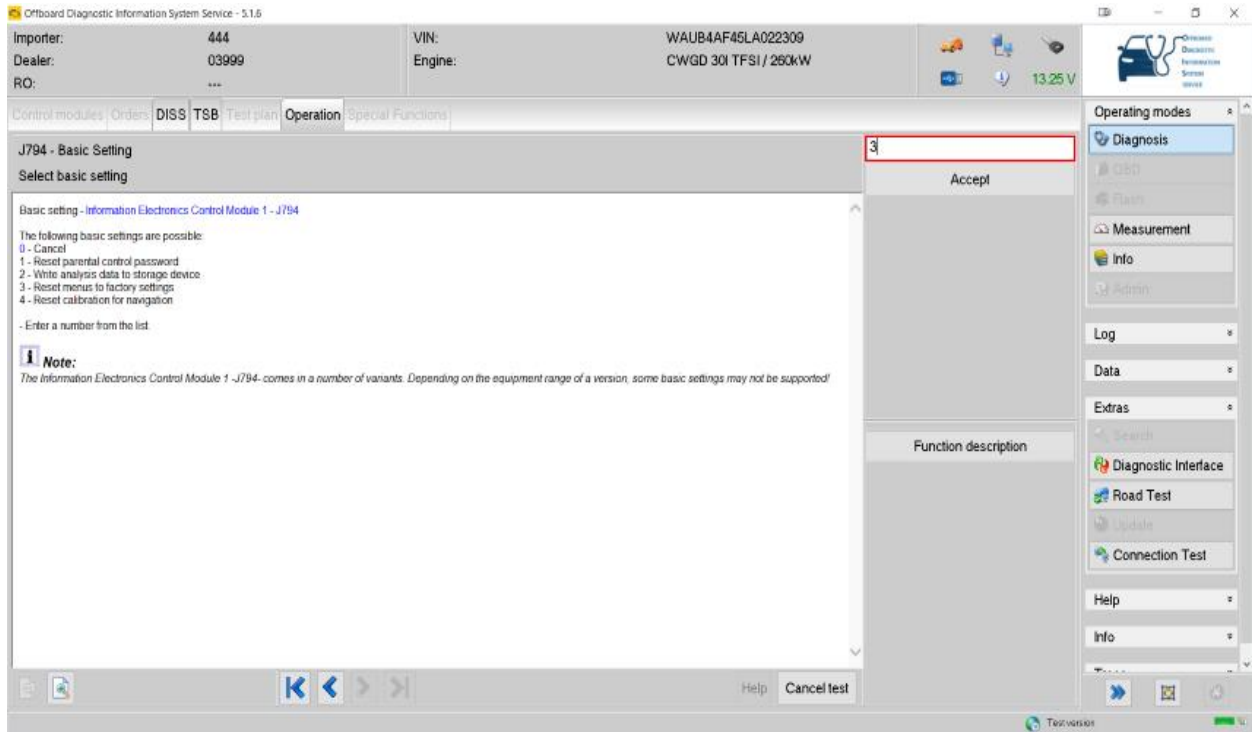 Offboard Diagnostic Information System Service - 5.1.6
Importer: 444 VIN: WAUB4AF45LA022309
Dealer: 03999 Engine: CWGD 30l TFSI / 260kW
RO: ---
13.25 V
Control modules Orders DISS TSB Test plan Operation Special Functions
J794 - Basic Setting
Select basic setting
3
Accept
Basic setting - Information Electronics Control Module 1 - J794
The following basic settings are possible:
0 - Cancel
1 - Reset parental control password
2 - Write analysis data to storage device
3 - Reset menus to factory settings
4 - Reset calibration for navigation
- Enter a number from the list.
i Note:
The Information Electronics Control Module 1 -J794- comes in a number of variants. Depending on the equipment range of a version, some basic settings may not be supported!
Function description
Help Cancel test
Offboard
Diagnostic
Information
System
Service
Operating modes
Diagnosis
OBD
Flash
Measurement
Info
Admin
Log
Data
Extras
Search
Diagnostic Interface
Road Test
Update
Connection Test
Help
Info
Test version